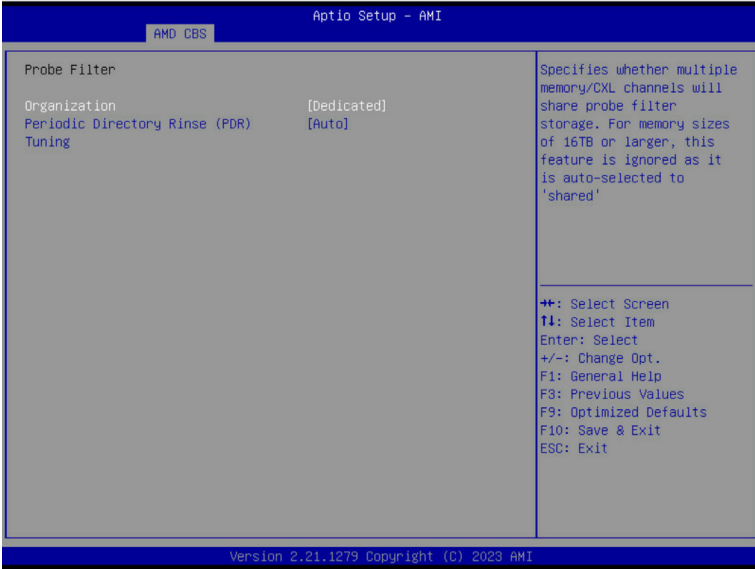 Aptio Setup - AMI
AMD CBS
Probe Filter
Organization [Dedicated]
Periodic Directory Rinse (PDR) [Auto]
Tuning
Specifies whether multiple
memory/CXL channels will
share probe filter
storage. For memory sizes
of 16TB or larger, this
feature is ignored as it
is auto-selected to
'shared'
→←: Select Screen
↑↓: Select Item
Enter: Select
+/-: Change Opt.
F1: General Help
F3: Previous Values
F9: Optimized Defaults
F10: Save & Exit
ESC: Exit
Version 2.21.1279 Copyright (C) 2023 AMI